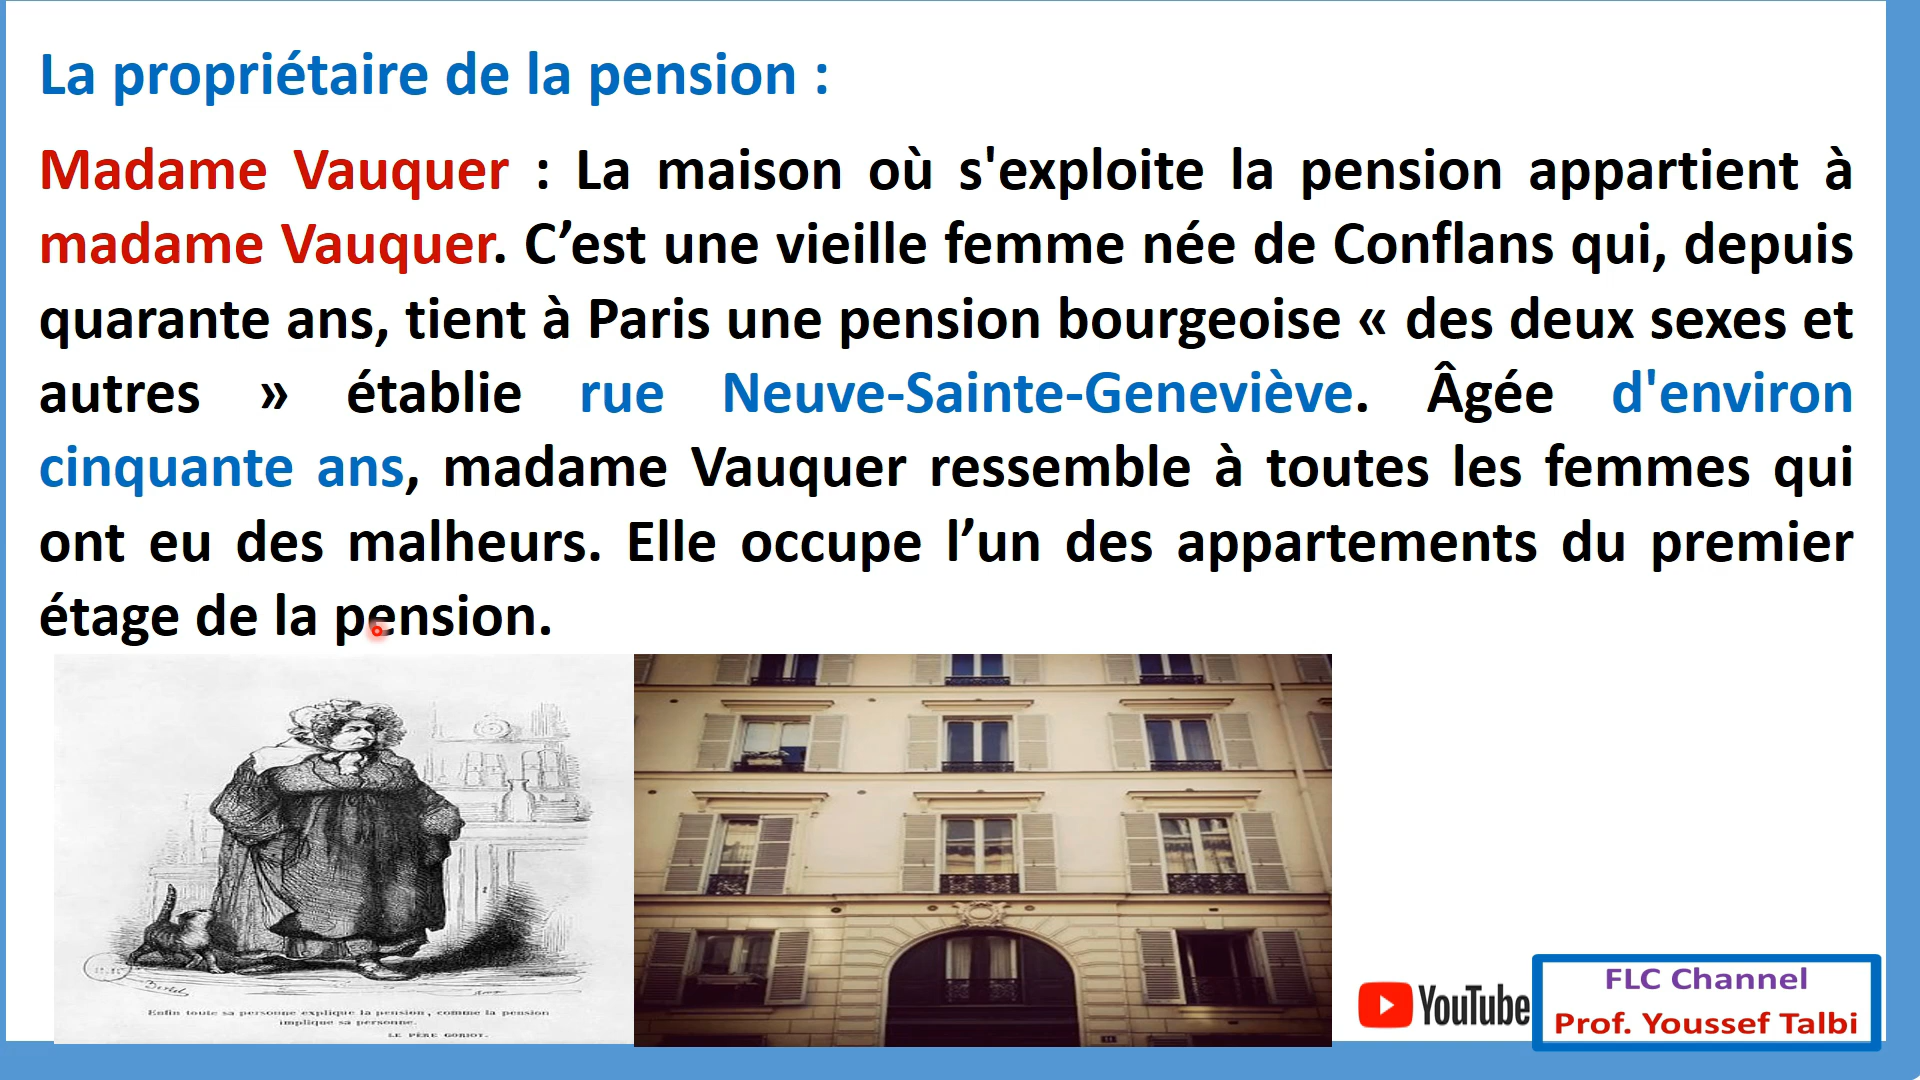 La propriétaire de la pension :
Madame Vauquer : La maison où s'exploite la pension appartient à
madame Vauquer. C’est une vieille femme née de Conflans qui, depuis
quarante ans, tient à Paris une pension bourgeoise « des deux sexes et
autres » établie rue Neuve-Sainte-Geneviève. Âgée d'environ
cinquante ans, madame Vauquer ressemble à toutes les femmes qui
ont eu des malheurs. Elle occupe l’un des appartements du premier
étage de la pension.
Enfin toute sa personne explique la pension, comme la pension
implique sa personne.
LE PÈRE GORIOT.
YouTube
FLC Channel
Prof. Youssef Talbi